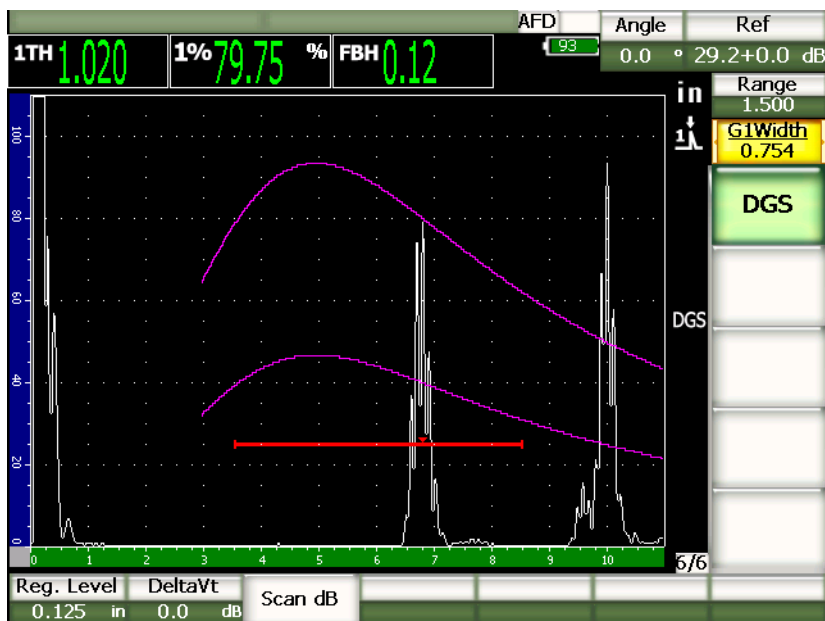 AFD
Angle Ref
1TH 1.020 1% 79.75 % FBH 0.12 93 0.0 ° 29.2+0.0 dB
in Range
1.500
1 G1Width
0.754
DGS
DGS
100
80
60
40
20
0
0 1 2 3 4 5 6 7 8 9 10
6/6
Reg. Level DeltaVt Scan dB
0.125 in 0.0 dB